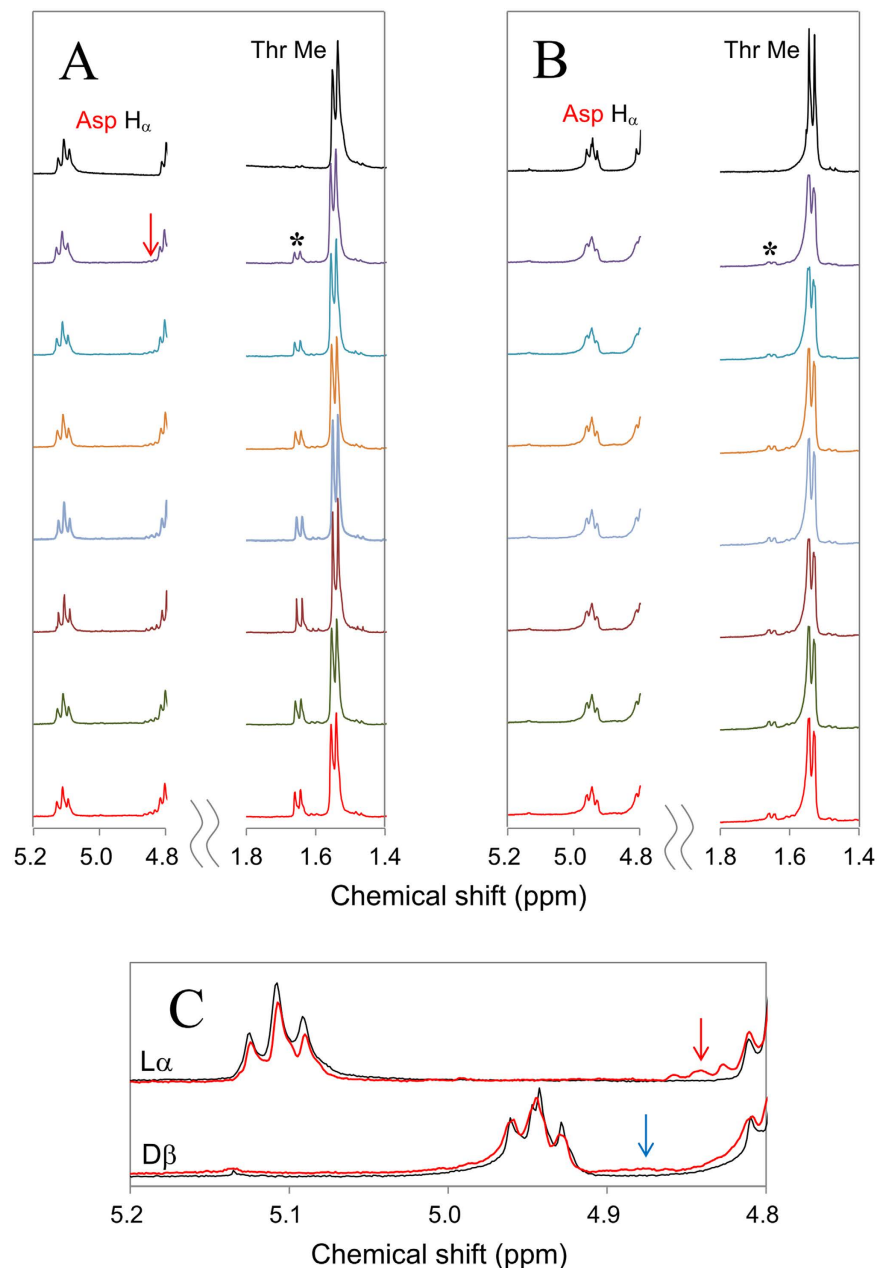 A
Thr Me
Asp Hα
*
5.2 5.0 4.8 1.8 1.6 1.4
B
Thr Me
Asp Hα
*
5.2 5.0 4.8 1.8 1.6 1.4
Chemical shift (ppm)
C
Lα
Dβ
5.2 5.1 5.0 4.9 4.8
Chemical shift (ppm)